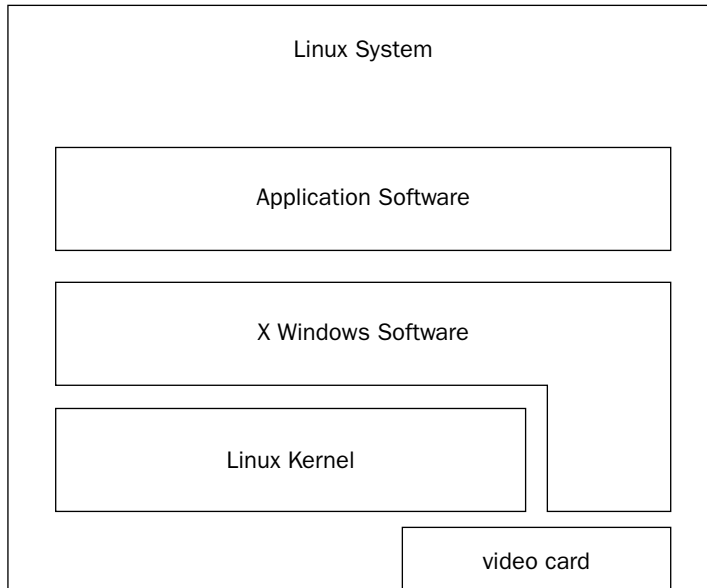 Linux System
Application Software
X Windows Software
Linux Kernel
video card